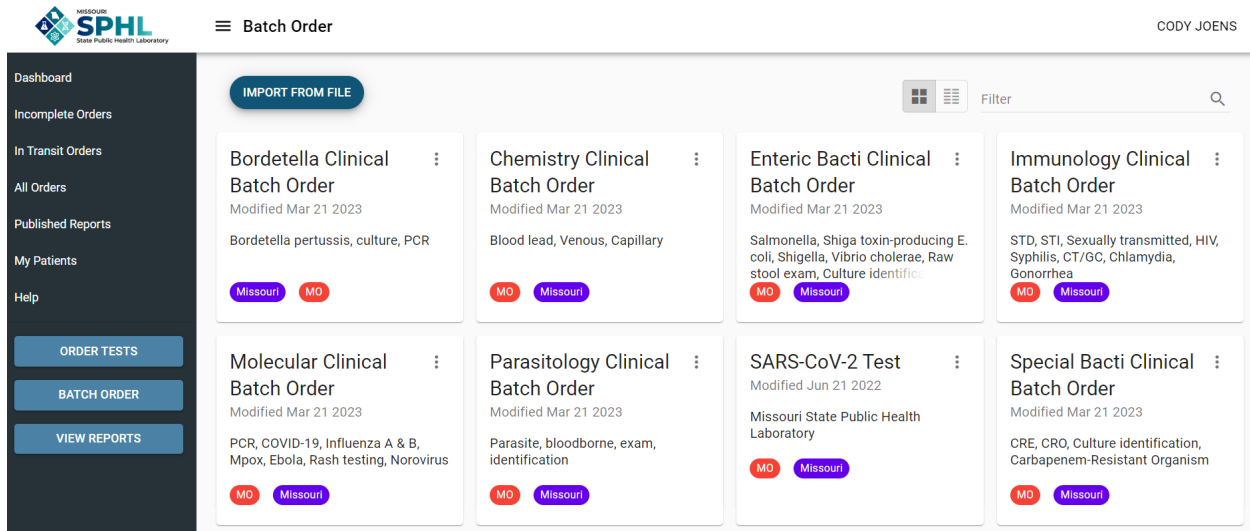 MISSOURI
SPHL
State Public Health Laboratory
Batch Order
CODY JOENS
Dashboard
Incomplete Orders
In Transit Orders
All Orders
Published Reports
My Patients
Help
ORDER TESTS
BATCH ORDER
VIEW REPORTS
IMPORT FROM FILE
Filter
Bordetella Clinical
Batch Order
Modified Mar 21 2023
Bordetella pertussis, culture, PCR
Missouri MO
Chemistry Clinical
Batch Order
Modified Mar 21 2023
Blood lead, Venous, Capillary
MO Missouri
Enteric Bacti Clinical
Batch Order
Modified Mar 21 2023
Salmonella, Shiga toxin-producing E.
coli, Shigella, Vibrio cholerae, Raw
stool exam, Culture
MO Missouri
Immunology Clinical
Batch Order
Modified Mar 21 2023
STD, STI, Sexually transmitted, HIV,
Syphilis, CT/GC, Chlamydia,
Gonorrhea
MO Missouri
Molecular Clinical
Batch Order
Modified Mar 21 2023
PCR, COVID-19, Influenza A & B,
Mpox, Ebola, Rash testing, Norovirus
MO Missouri
Parasitology Clinical
Batch Order
Modified Mar 21 2023
Parasite, bloodborne, exam,
identification
MO Missouri
SARS-CoV-2 Test
Modified Jun 21 2022
Missouri State Public Health
Laboratory
MO Missouri
Special Bacti Clinical
Batch Order
Modified Mar 21 2023
CRE, CRO, Culture identification,
Carbapenem-Resistant Organism
MO Missouri